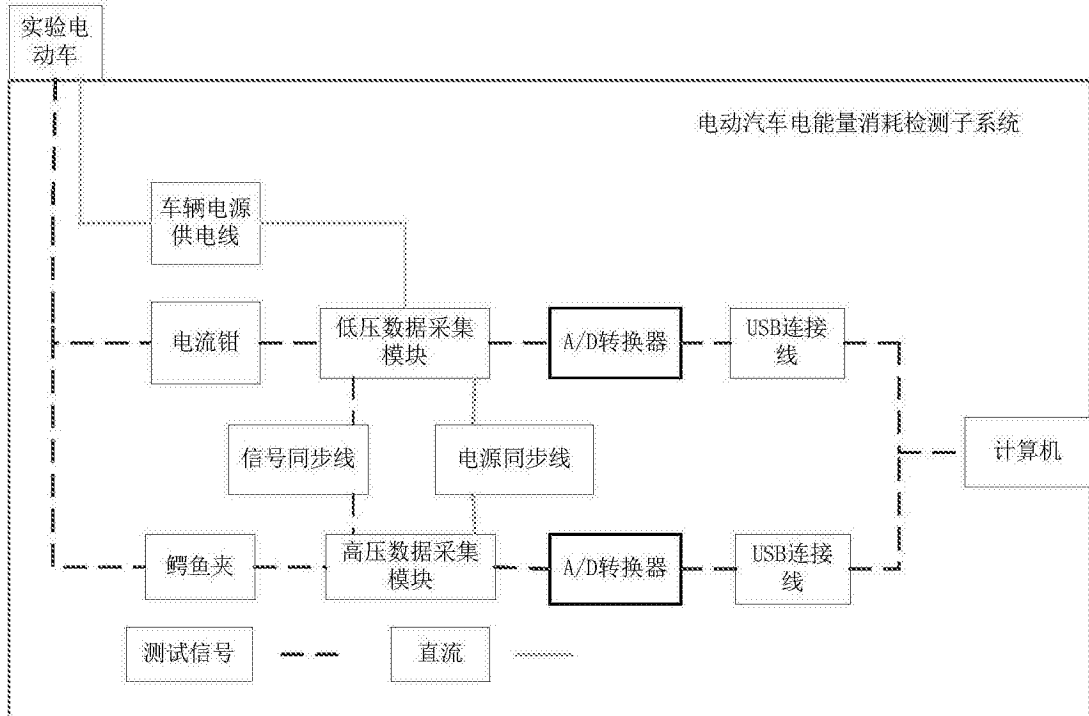 实验电
动车
电动汽车电能量消耗检测子系统
车辆电源
供电线
电流钳
低压数据采集
模块
A/D转换器
USB连接
线
信号同步线
电源同步线
计算机
鳄鱼夹
高压数据采集
模块
A/D转换器
USB连接
线
测试信号
直流